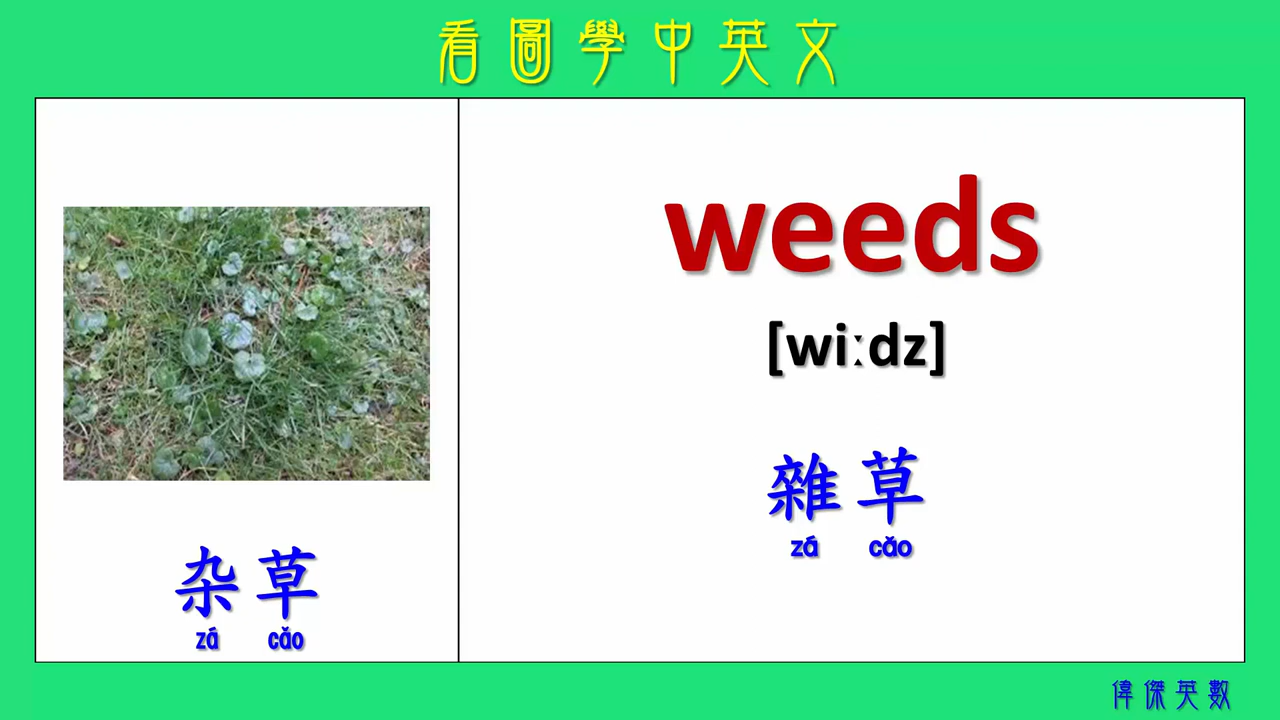 看圖學中英文
weeds
[wiːdz]
雜草
zá cǎo
杂草
zá cǎo
偉傑英數